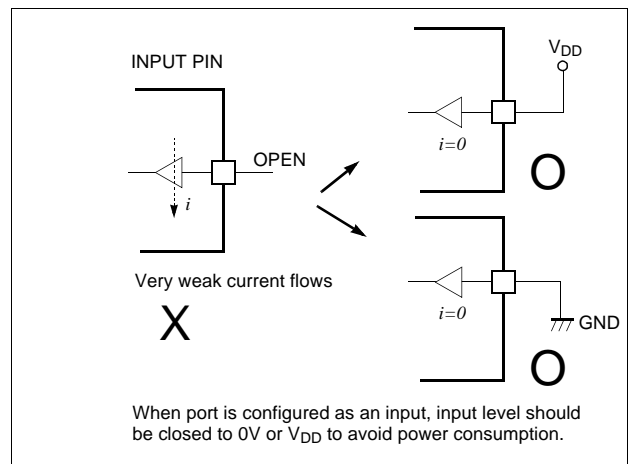 INPUT PIN
OPEN
i
Very weak current flows
X
VDD
i=0
O
i=0
GND
O
When port is configured as an input, input level should
be closed to 0V or VDD to avoid power consumption.